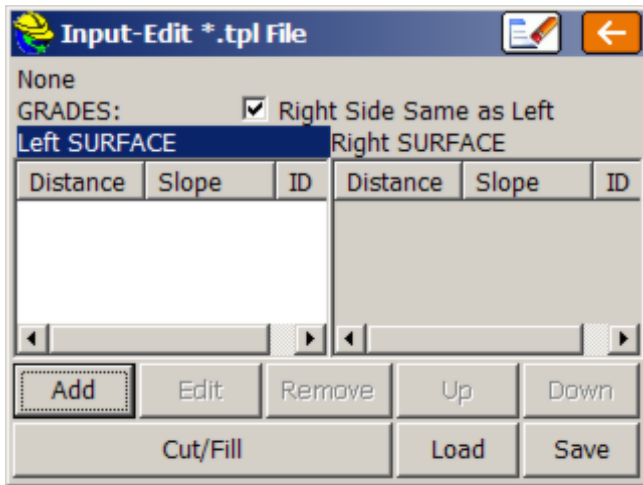 Input-Edit *.tpl File
None
GRADES: Right Side Same as Left
Left SURFACE Right SURFACE
Distance Slope ID Distance Slope ID
Add Edit Remove Up Down
Cut/Fill Load Save